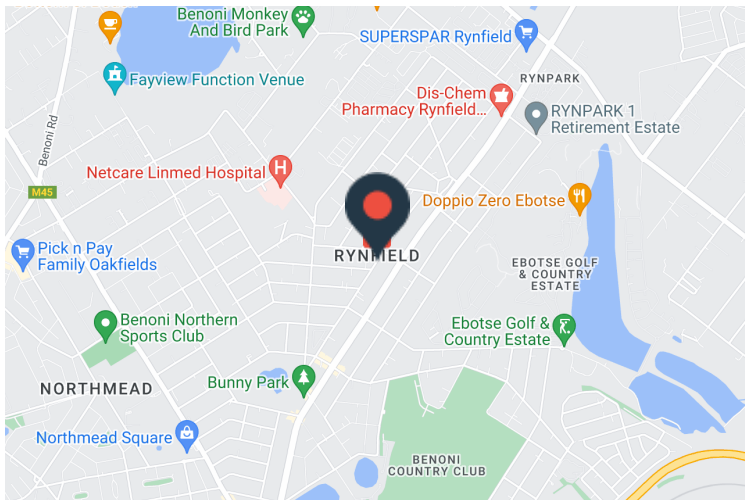 Benoni Monkey
And Bird Park
SUPERSPAR Rynfield
Fayview Function Venue
RYNPARK
Dis-Chem
Pharmacy Rynfield...
RYNPARK 1
Retirement Estate
Benoni Rd
Netcare Linmed Hospital
H
M45
Doppio Zero Ebotse
Pick n Pay
Family Oakfields
RYNFIELD
EBOTSE GOLF
& COUNTRY
ESTATE
Benoni Northern
Sports Club
Ebotse Golf &
Country Estate
NORTHMEAD
Bunny Park
Northmead Square
BENONI
COUNTRY CLUB